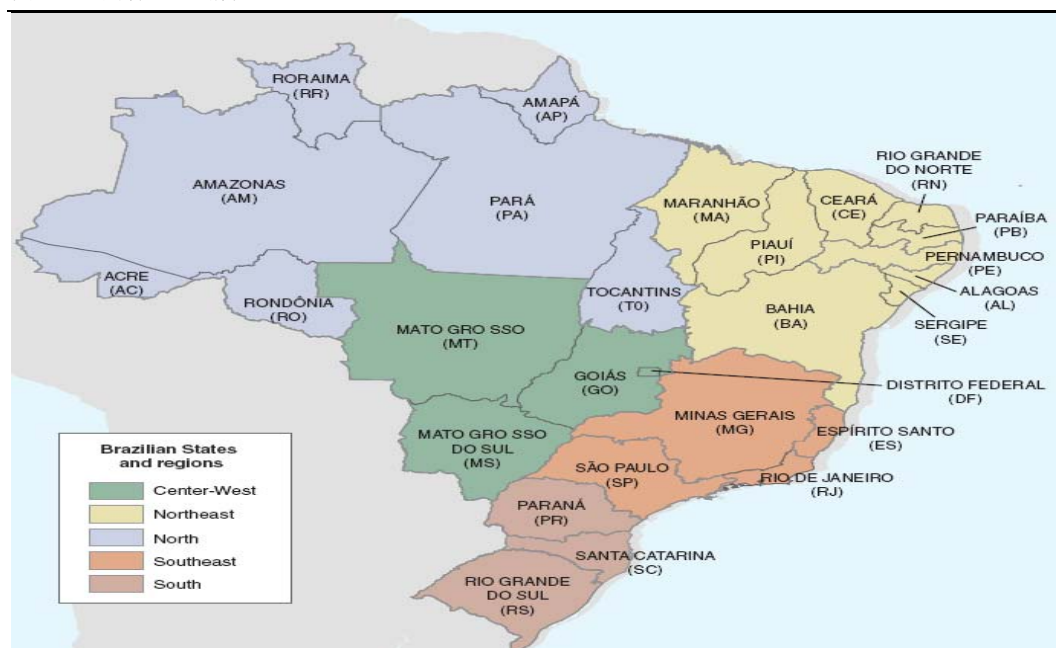 RORAIMA
(RR)
AMAPÁ
(AP)
AMAZONAS
(AM)
PARÁ
(PA)
MARANHÃO
(MA)
CEARÁ
(CE)
RIO GRANDE
DO NORTE
(RN)
PARAÍBA
(PB)
PIAUÍ
(PI)
PERNAMBUCO
(PE)
ACRE
(AC)
RONDÔNIA
(RO)
TOCANTINS
(T0)
ALAGOAS
(AL)
BAHIA
(BA)
SERGIPE
(SE)
MATO GRO SSO
(MT)
GOIÁS
(GO)
DISTRITO FEDERAL
(DF)
MINAS GERAIS
(MG)
ESPÍRITO SANTO
(ES)
MATO GRO SSO
DO SUL
(MS)
SÃO PAULO
(SP)
RIO DE JANEIRO
(RJ)
PARANÁ
(PR)
SANTA CATARINA
(SC)
RIO GRANDE
DO SUL
(RS)
Brazilian States
and regions
Center-West
Northeast
North
Southeast
South